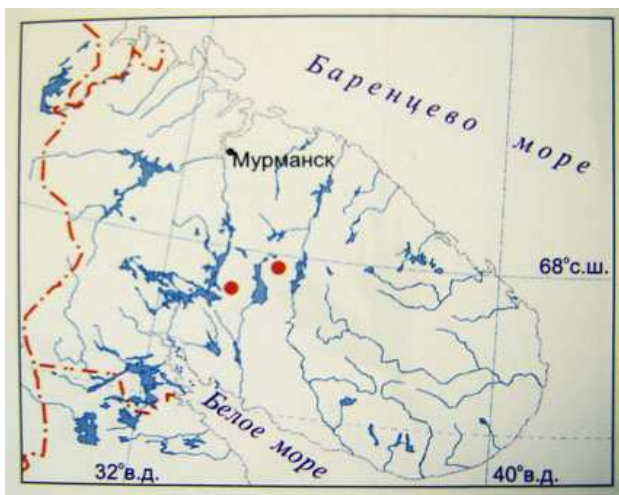 Баренцево море
Мурманск
68°с.ш.
Белое море
32°в.д.
40°в.д.